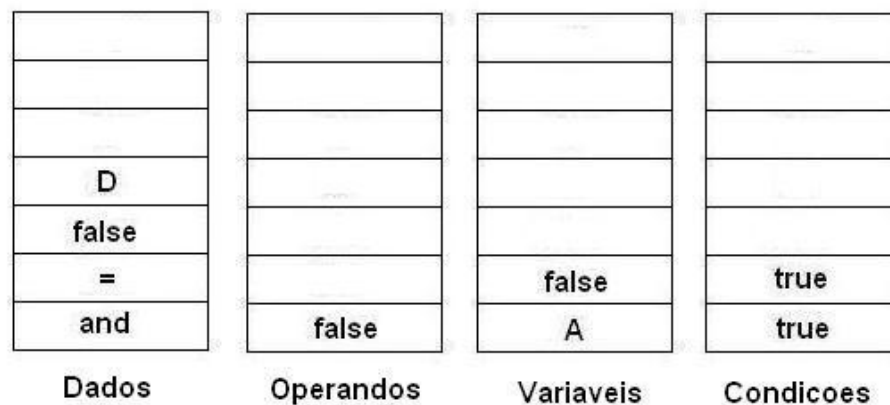 D
false
=
false
true
and
false
A
true
Dados
Operandos
Variaveis
Condicoes